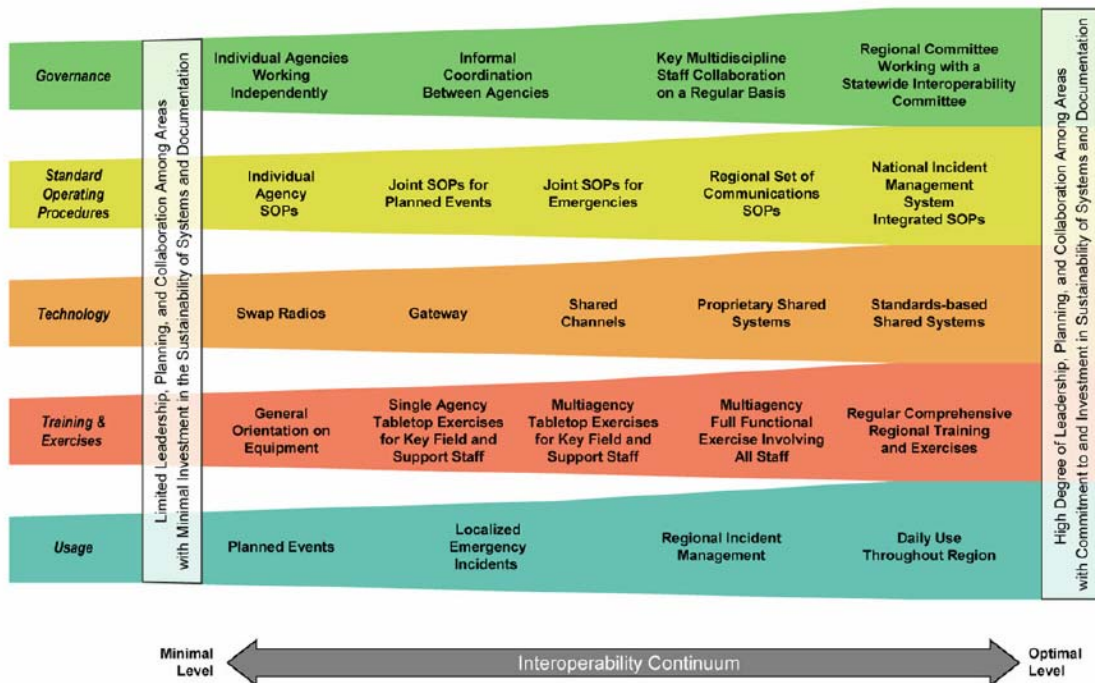 Governance
Limited Leadership, Planning, and Collaboration Among Areas
with Minimal Investment in the Sustainability of Systems and Documentation
Individual Agencies
Working
Independently
Informal
Coordination
Between Agencies
Key Multidiscipline
Staff Collaboration
on a Regular Basis
Regional Committee
Working with a
Statewide Interoperability
Committee
High Degree of Leadership, Planning, and Collaboration Among Areas
with Commitment to and Investment in Sustainability of Systems and Documentation
Standard
Operating
Procedures
Individual
Agency
SOPs
Joint SOPs for
Planned Events
Joint SOPs for
Emergencies
Regional Set of
Communications
SOPs
National Incident
Management
System
Integrated SOPs
Technology
Swap Radios
Gateway
Shared
Channels
Proprietary Shared
Systems
Standards-based
Shared Systems
Training &
Exercises
General
Orientation on
Equipment
Single Agency
Tabletop Exercises
for Key Field and
Support Staff
Multiagency
Tabletop Exercises
for Key Field and
Support Staff
Multiagency
Full Functional
Exercise Involving
All Staff
Regular Comprehensive
Regional Training
and Exercises
Usage
Planned Events
Localized
Emergency
Incidents
Regional Incident
Management
Daily Use
Throughout Region
Minimal
Level
Interoperability Continuum
Optimal
Level